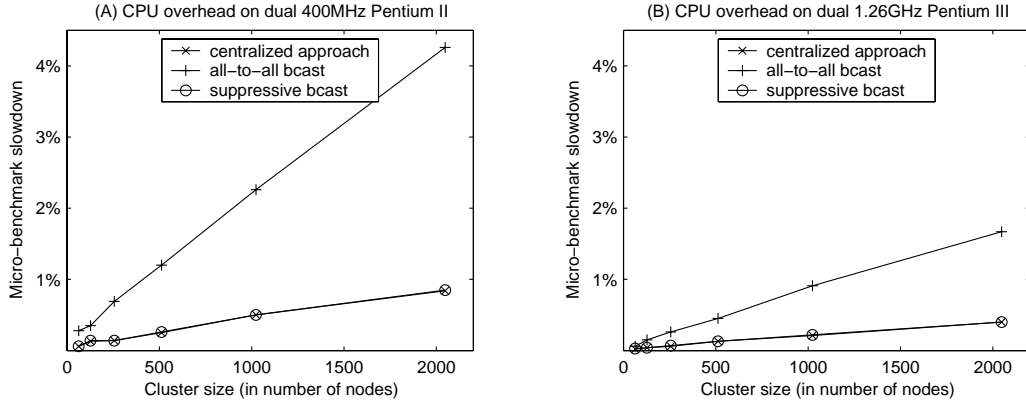 (A) CPU overhead on dual 400MHz Pentium II
centralized approach
all−to−all bcast
suppressive bcast
4%
3%
2%
1%
Micro−benchmark slowdown
0 500 1000 1500 2000
Cluster size (in number of nodes)
(B) CPU overhead on dual 1.26GHz Pentium III
centralized approach
all−to−all bcast
suppressive bcast
4%
3%
2%
1%
Micro−benchmark slowdown
0 500 1000 1500 2000
Cluster size (in number of nodes)